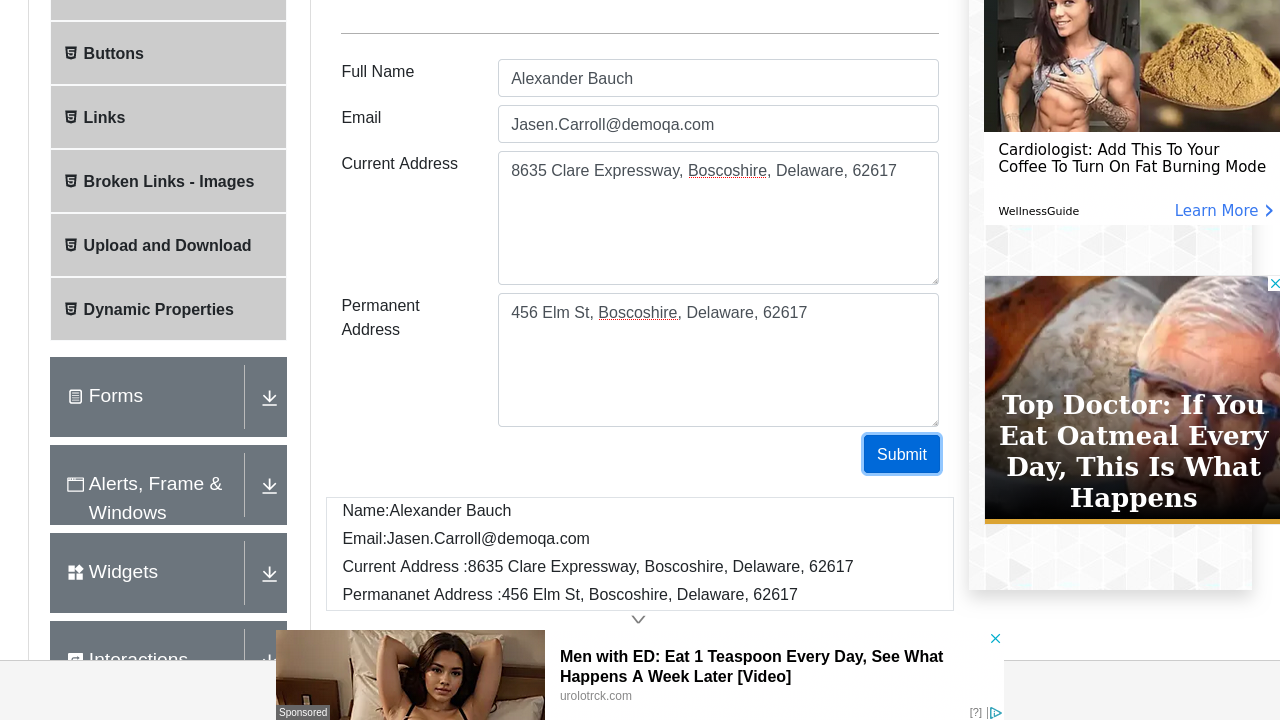 Buttons
Links
Broken Links - Images
Upload and Download
Dynamic Properties
Forms
Alerts, Frame &
Windows
Widgets
Interactions
Full Name
Alexander Bauch
Email
Jasen.Carroll@demoqa.com
Current Address
8635 Clare Expressway, Boscoshire, Delaware, 62617
Permanent
Address
456 Elm St, Boscoshire, Delaware, 62617
Submit
Name:Alexander Bauch
Email:Jasen.Carroll@demoqa.com
Current Address :8635 Clare Expressway, Boscoshire, Delaware, 62617
Permananet Address :456 Elm St, Boscoshire, Delaware, 62617
Cardiologist: Add This To Your
Coffee To Turn On Fat Burning Mode
WellnessGuide
Learn More
Top Doctor: If You
Eat Oatmeal Every
Day, This Is What
Happens
Men with ED: Eat 1 Teaspoon Every Day, See What
Happens A Week Later [Video]
urolotrck.com
Sponsored
[?]